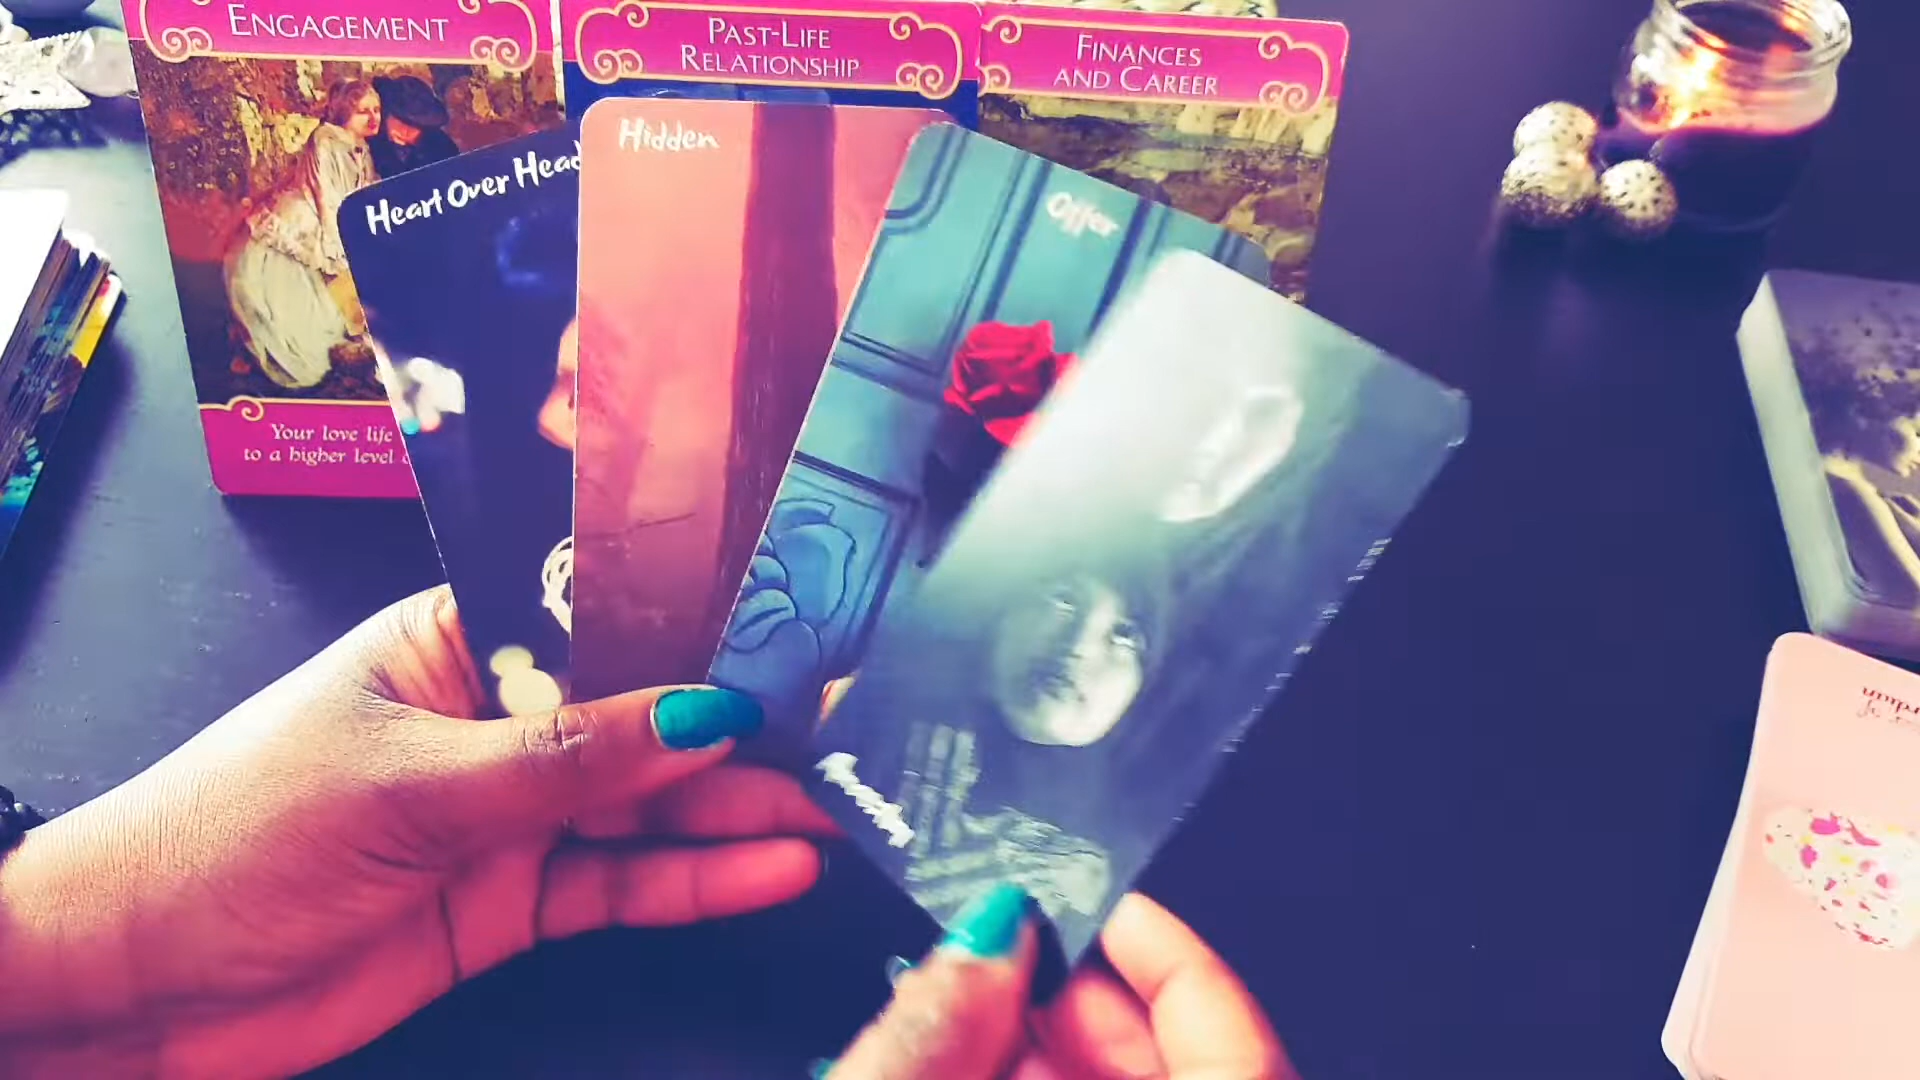 ENGAGEMENT
PAST-LIFE
RELATIONSHIP
FINANCES
AND CAREER
Heart Over Head
Hidden
Offer
Your love life
to a higher level